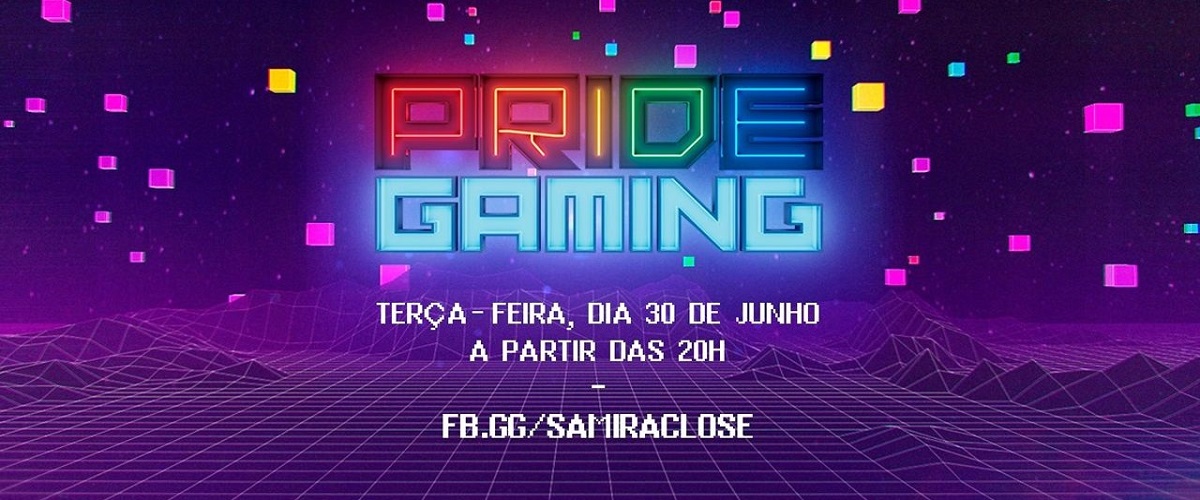 PRIDE
GAMING
TERÇA-FEIRA, DIA 30 DE JUNHO
A PARTIR DAS 20H
-
FB.GG/SAMIRACLOSE